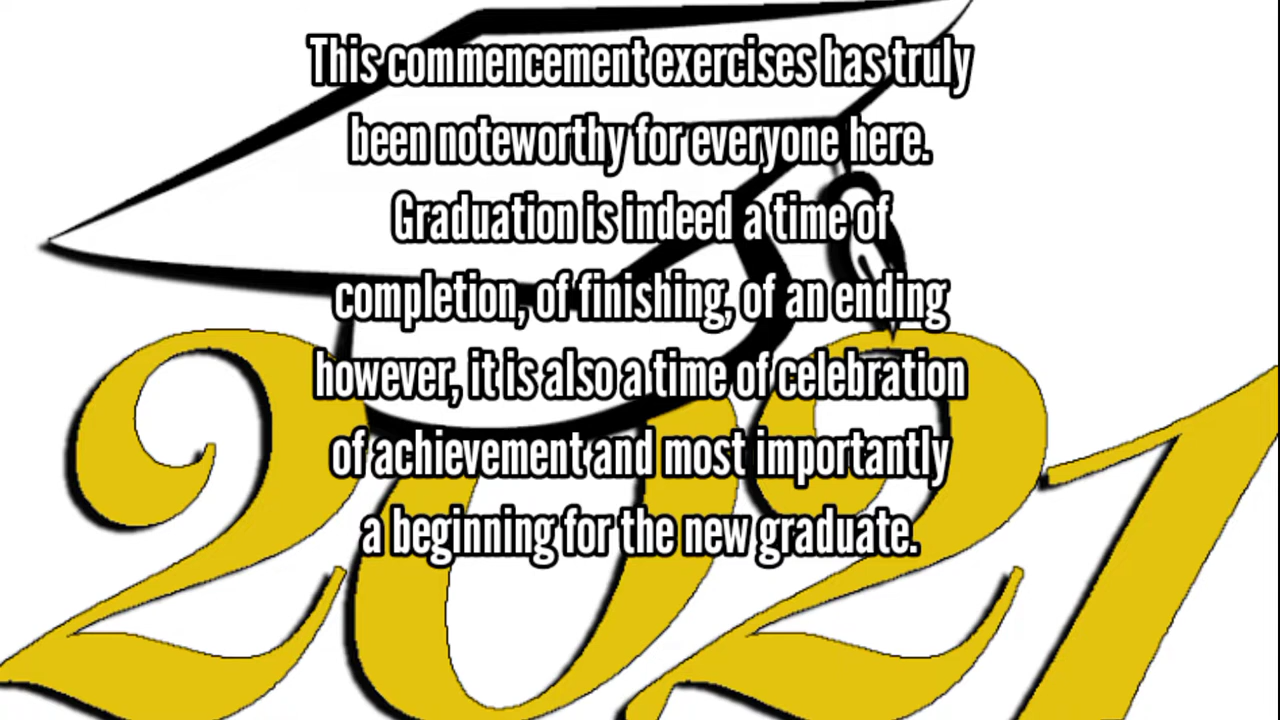 This commencement exercises has truly
been noteworthy for everyone here.
Graduation is indeed a time of
completion, of finishing, of an ending
however, it is also a time of celebration
of achievement and most importantly
a beginning for the new graduate.
2021